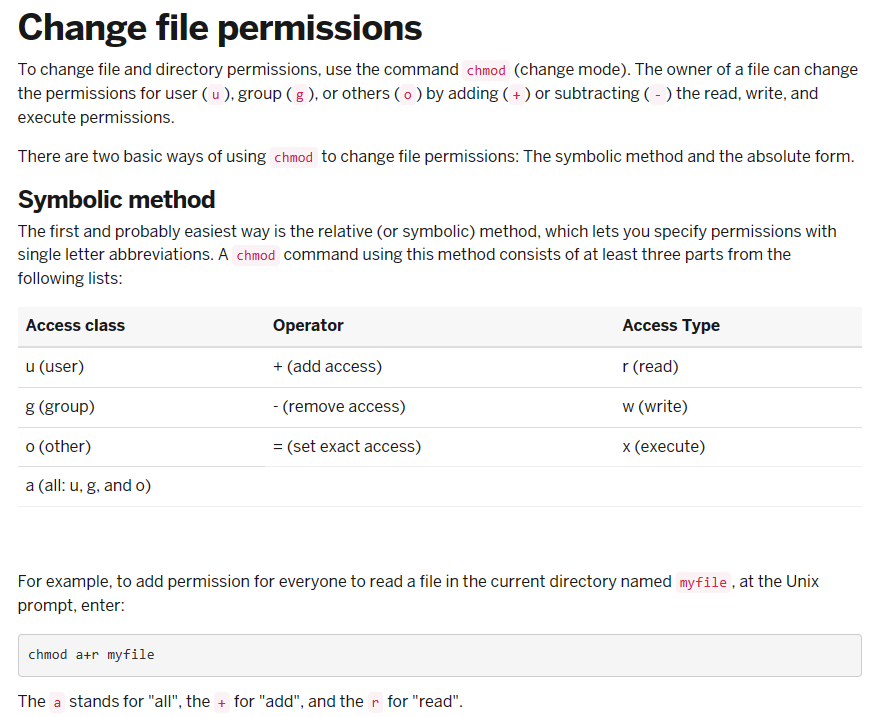 Change file permissions
To change file and directory permissions, use the command chmod (change mode). The owner of a file can change
the permissions for user ( u ), group ( g ), or others ( o ) by adding ( + ) or subtracting ( - ) the read, write, and
execute permissions.
There are two basic ways of using chmod to change file permissions: The symbolic method and the absolute form.
Symbolic method
The first and probably easiest way is the relative (or symbolic) method, which lets you specify permissions with
single letter abbreviations. A chmod command using this method consists of at least three parts from the
following lists:
Access class Operator Access Type
u (user) + (add access) r (read)
g (group) - (remove access) w (write)
o (other) = (set exact access) x (execute)
a (all: u, g, and o)
For example, to add permission for everyone to read a file in the current directory named myfile , at the Unix
prompt, enter:
chmod a+r myfile
The a stands for "all", the + for "add", and the r for "read".